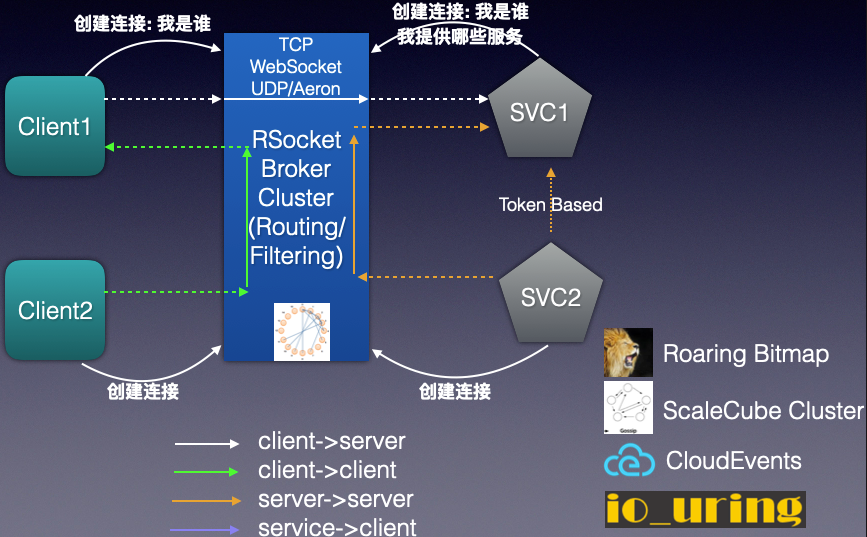 创建连接: 我是谁
创建连接: 我是谁
我提供哪些服务
TCP
WebSocket
UDP/Aeron
Client1
SVC1
RSocket
Broker
Cluster
(Routing/
Filtering)
Token Based
Client2
SVC2
创建连接
创建连接
Roaring Bitmap
Gossip
ScaleCube Cluster
CloudEvents
io_uring
client->server
client->client
server->server
service->client